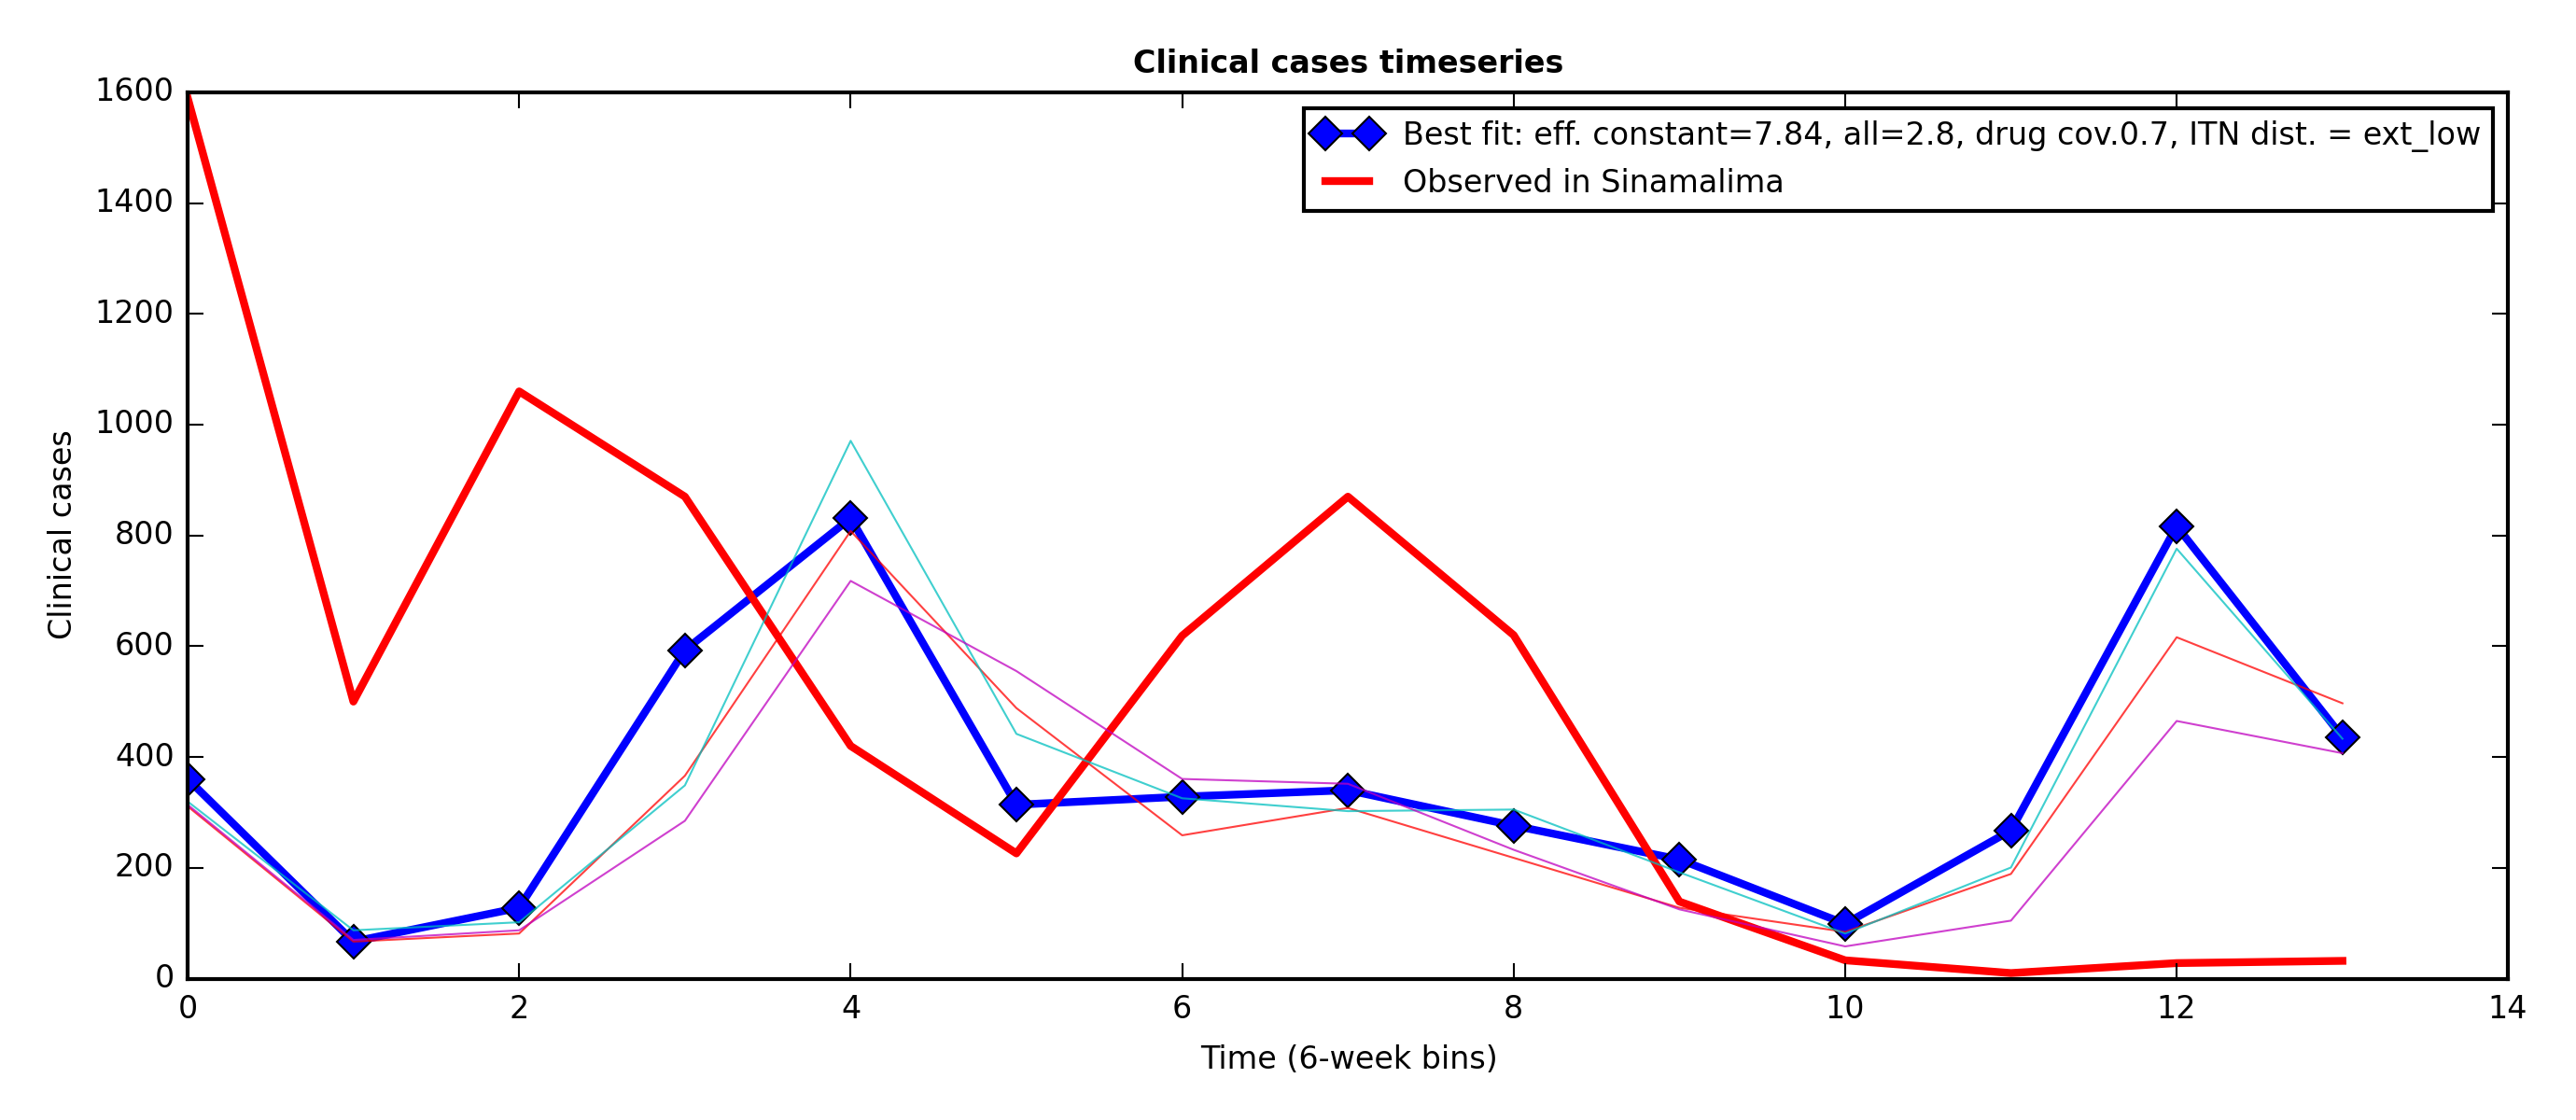 Clinical cases timeseries
1600
1400
1200
1000
800
600
400
200
0
Clinical cases
Best fit: eff. constant=7.84, all=2.8, drug cov.0.7, ITN dist. = ext_low
Observed in Sinamalima
0 2 4 6 8 10 12 14
Time (6-week bins)